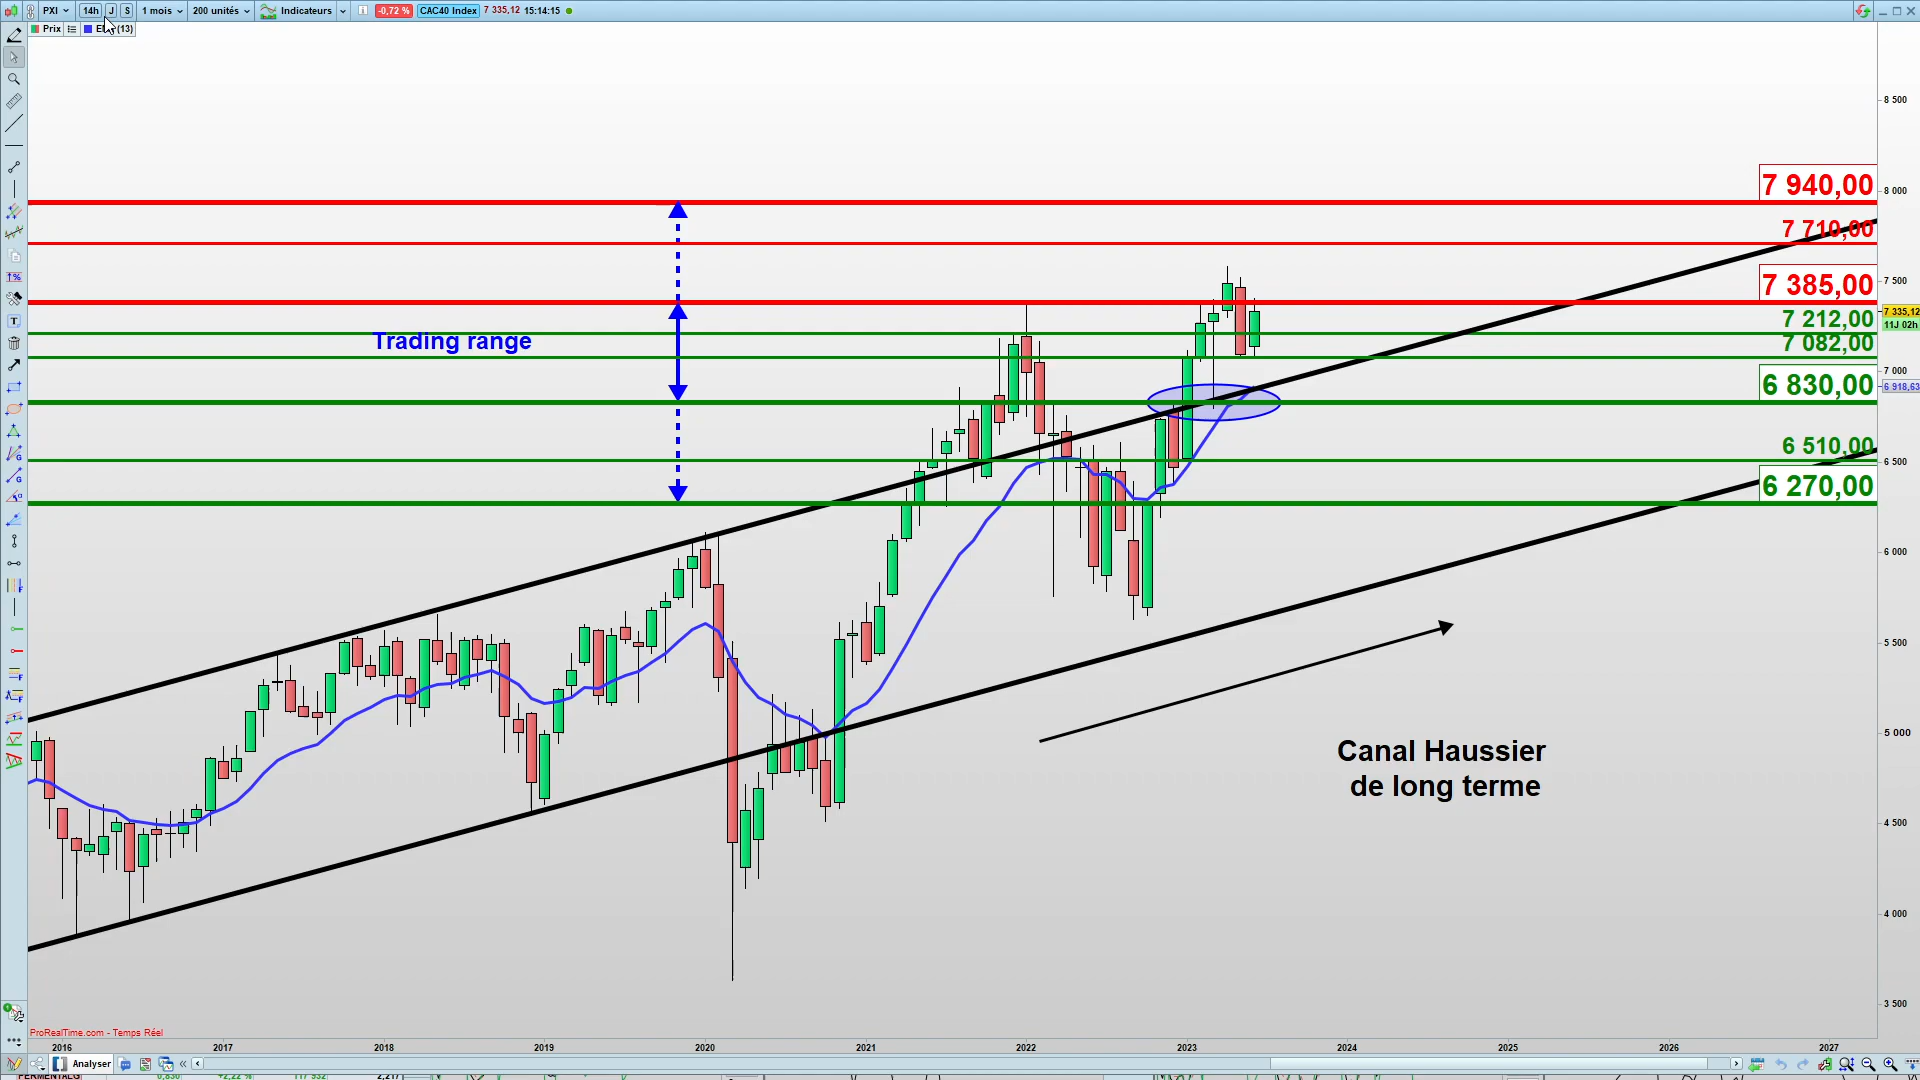 PXI 14h J S 1 mois 200 unités Indicateurs -0,72 % CAC40 Index 7 335,12 15:14:15
Prix (13)
8 500
7 940,00
8 000
7 710,00
7 500
7 385,00
7 335,12
7 212,00
11J 02h
Trading range
7 082,00
7 000
6 830,00
6 918,63
6 510,00
6 500
6 270,00
6 000
5 500
5 000
Canal Haussier
de long terme
4 500
4 000
3 500
ProRealTime.com - Temps Réel
2016 2017 2018 2019 2020 2021 2022 2023 2024 2025 2026 2027
Analyser